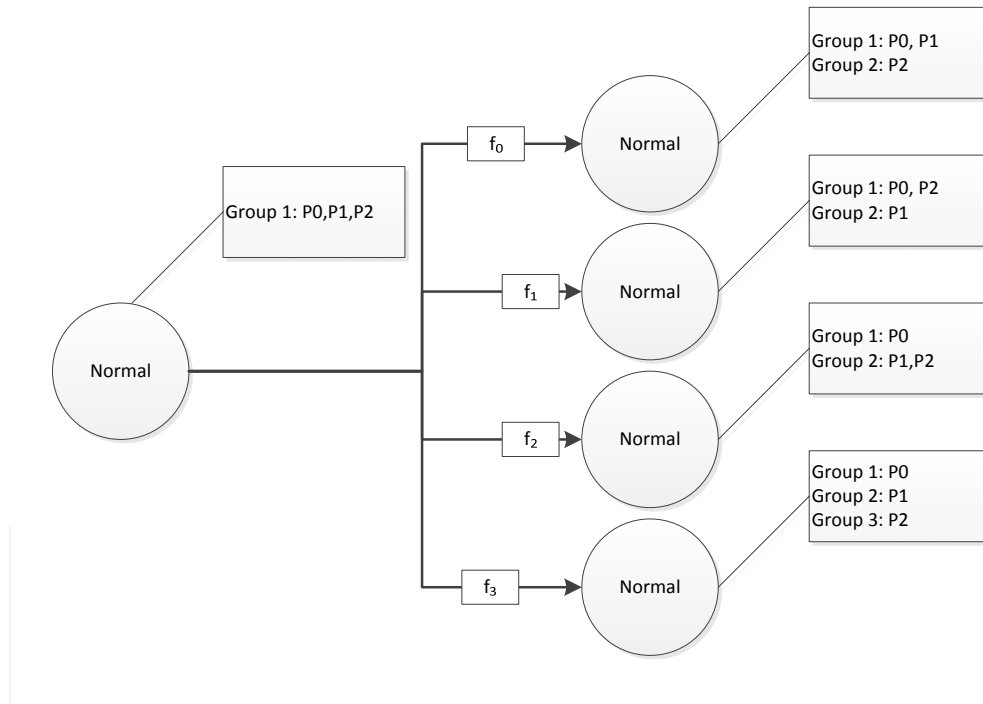 Group 1: P0, P1
Group 2: P2
f₀
Normal
Group 1: P0,P1,P2
Group 1: P0, P2
Group 2: P1
f₁
Normal
Normal
Group 1: P0
Group 2: P1,P2
f₂
Normal
Group 1: P0
Group 2: P1
Group 3: P2
f₃
Normal